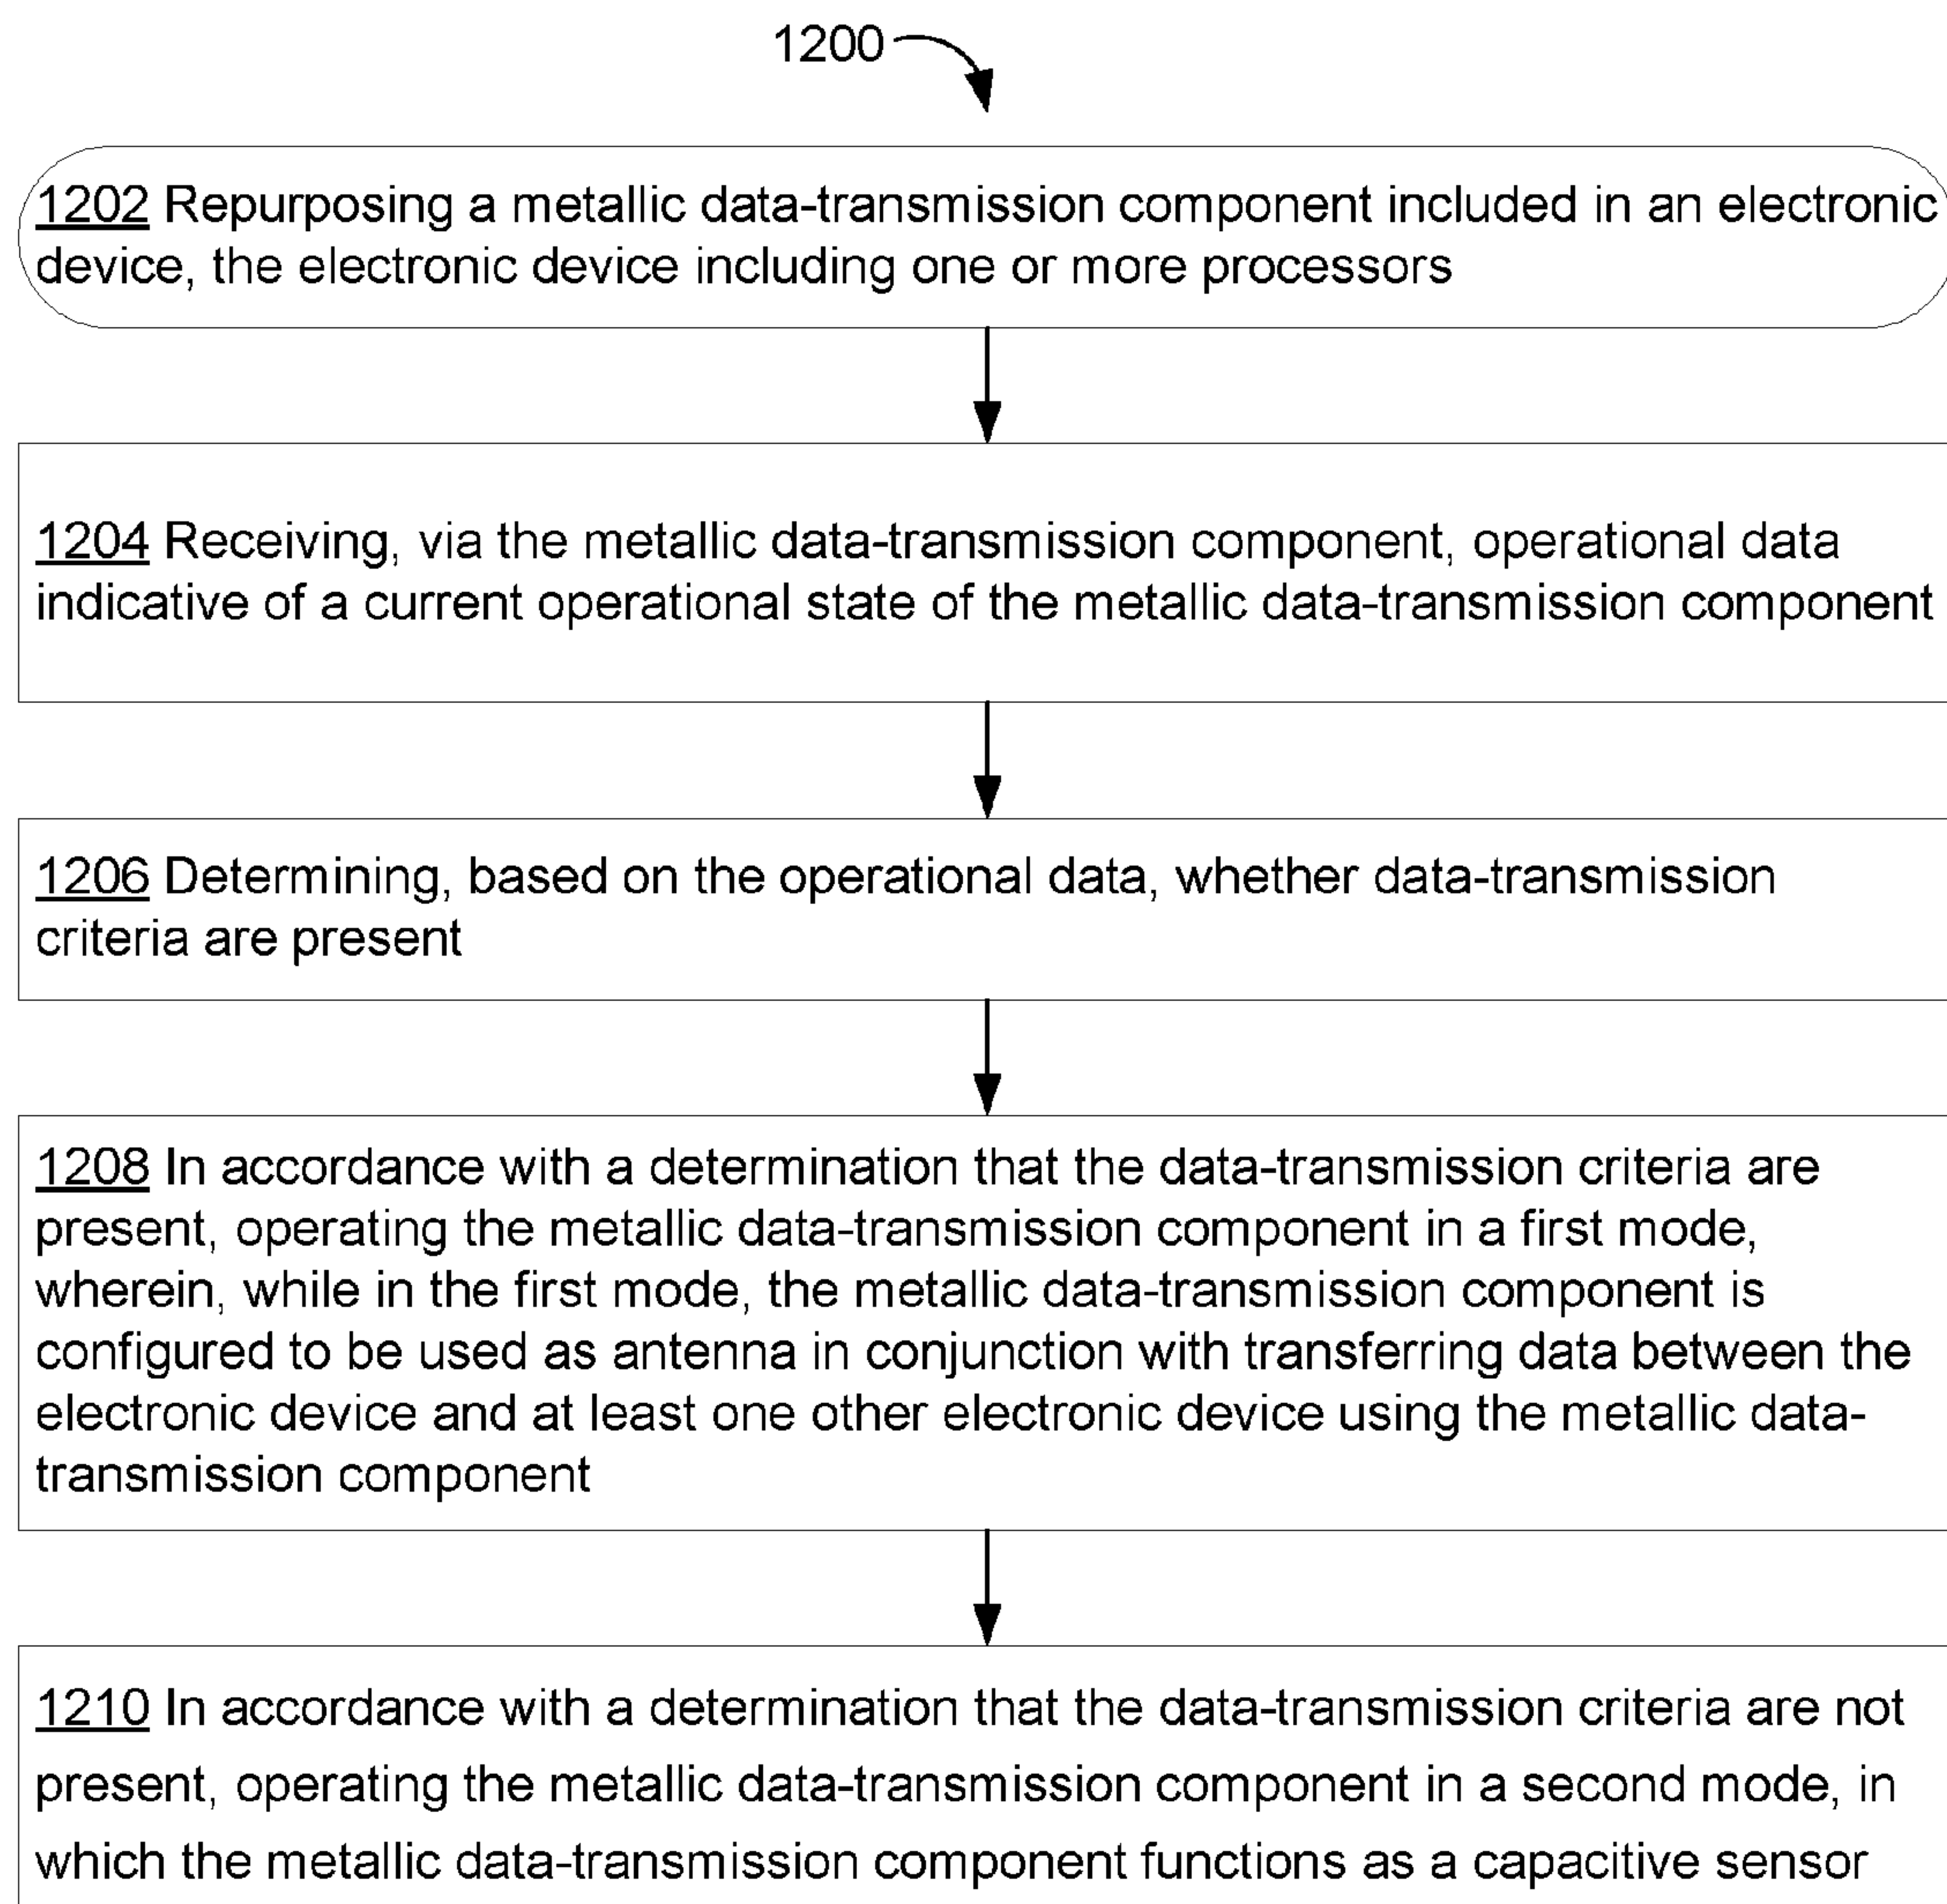 1200
1202 Repurposing a metallic data-transmission component included in an electronic
device, the electronic device including one or more processors
1204 Receiving, via the metallic data-transmission component, operational data
indicative of a current operational state of the metallic data-transmission component
1206 Determining, based on the operational data, whether data-transmission
criteria are present
1208 In accordance with a determination that the data-transmission criteria are
present, operating the metallic data-transmission component in a first mode,
wherein, while in the first mode, the metallic data-transmission component is
configured to be used as antenna in conjunction with transferring data between the
electronic device and at least one other electronic device using the metallic data-
transmission component
1210 In accordance with a determination that the data-transmission criteria are not
present, operating the metallic data-transmission component in a second mode, in
which the metallic data-transmission component functions as a capacitive sensor